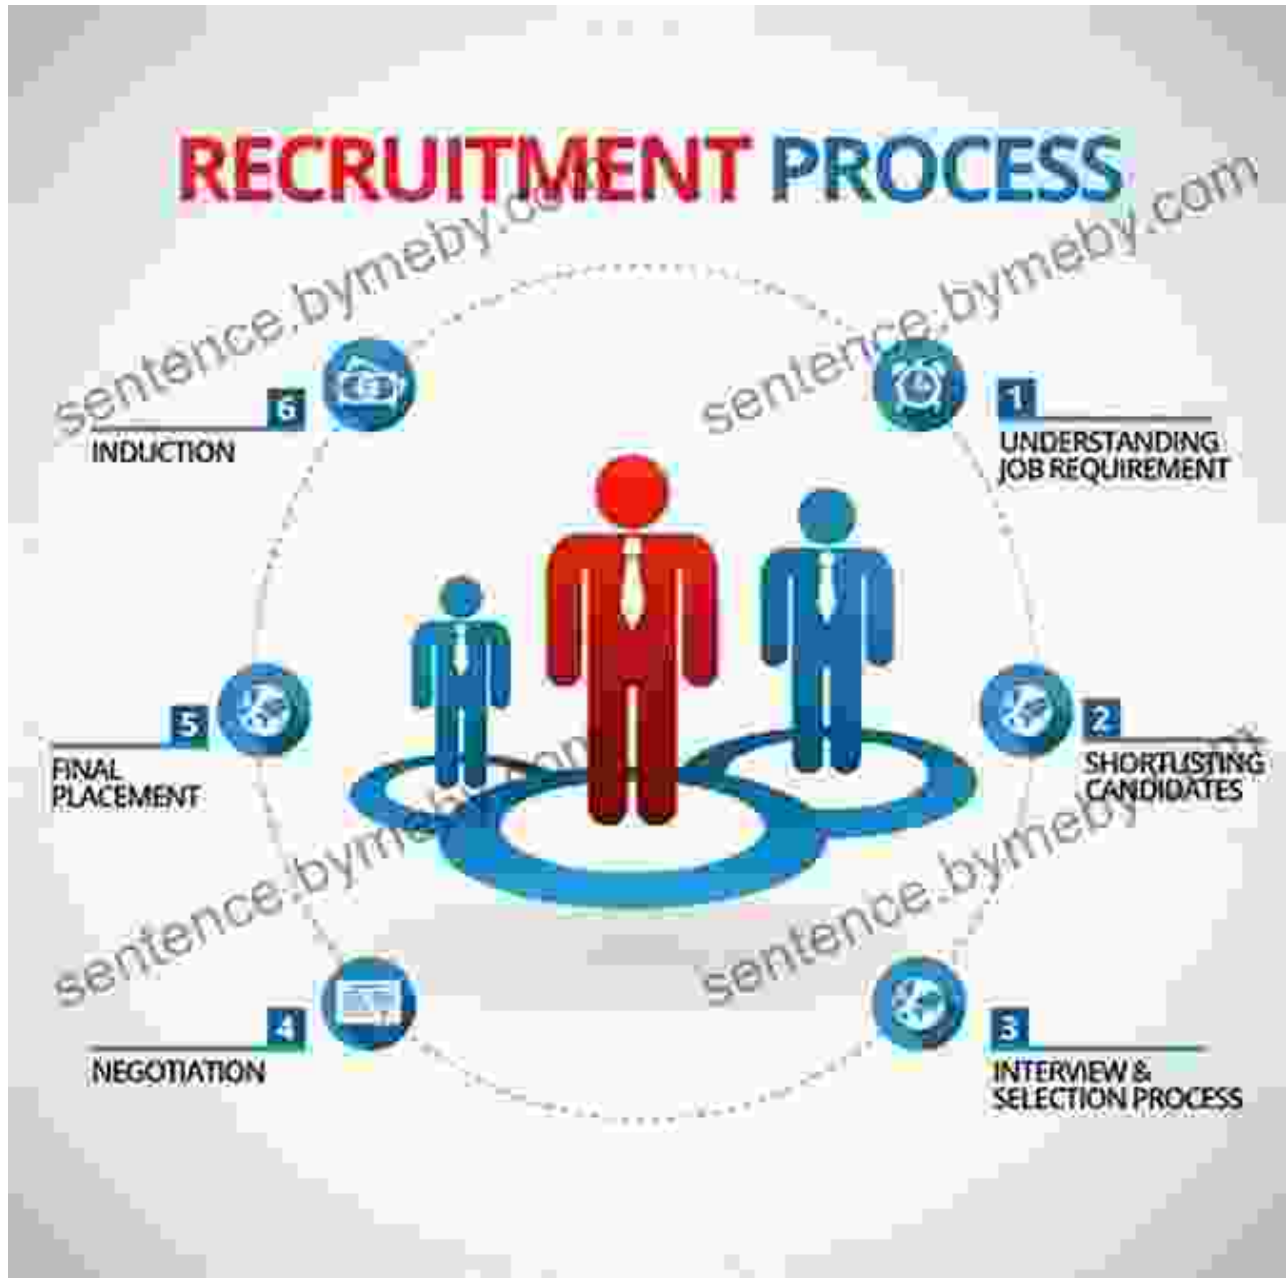 RECRUITMENT PROCESS
1
UNDERSTANDING
JOB REQUIREMENT
2
SHORTLISTING
CANDIDATES
3
INTERVIEW &
SELECTION PROCESS
4
NEGOTIATION
5
FINAL
PLACEMENT
6
INDUCTION
sentence.bymeby.com
sentence.bymeby.com
sentence.bymeby.com
sentence.bymeby.com